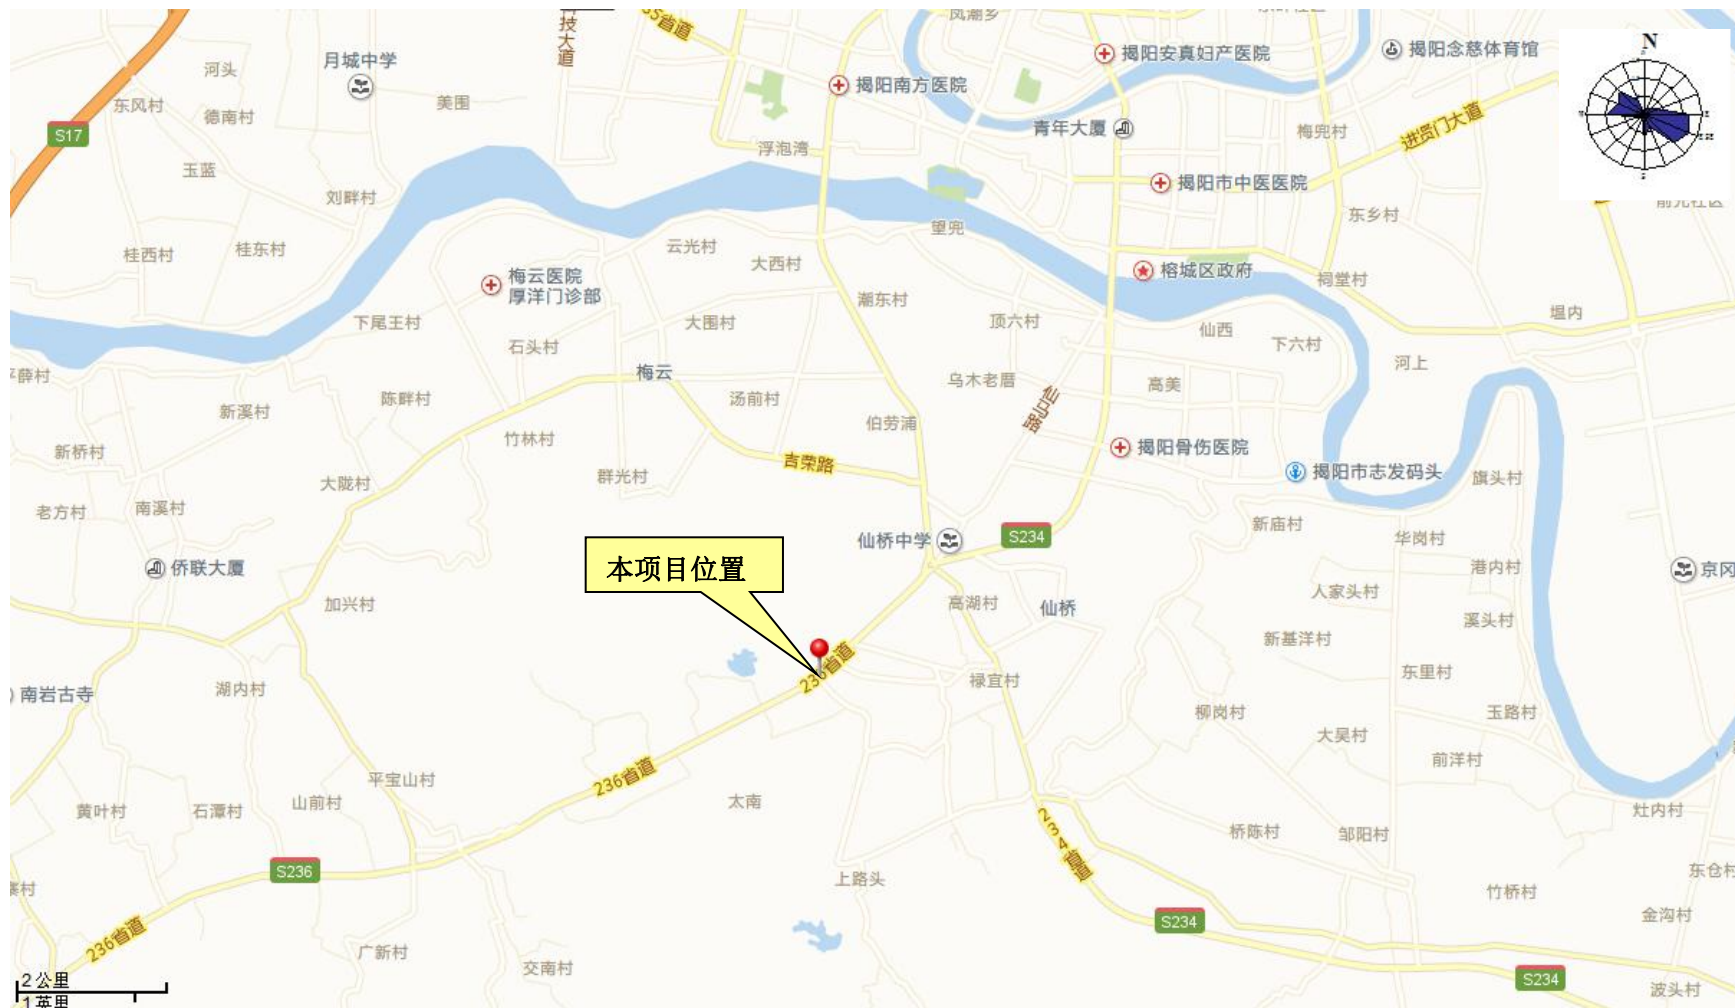 科技大道
凤潮乡
月城中学
河头
揭阳安真妇产医院
揭阳念慈体育馆
N
东风村
德南村
美围
揭阳南方医院
S17
青年大厦
梅兜村
进贤门大道
浮泡湾
玉蓝
刘畔村
揭阳市中医医院
东乡村
桂西村
桂东村
云光村
大西村
望兜
榕城区政府
祠堂村
梅云医院
厚洋门诊部
潮东村
下尾王村
大围村
顶六村
仙西
下六村
堛内
石头村
梅云
乌木老厝
高美
河上
新溪村
陈畔村
汤前村
伯劳浦
竹林村
新桥村
吉荣路
揭阳骨伤医院
揭阳市志发码头
旗头村
大陇村
群光村
老方村
南溪村
仙桥中学
S234
新庙村
华岗村
侨联大厦
本项目位置
港内村
京冈
加兴村
高湖村
仙桥
人家头村
溪头村
新基洋村
236省道
南岩古寺
湖内村
禄宜村
东里村
柳岗村
玉路村
大吴村
前洋村
236省道
平宝山村
黄叶村
石潭村
山前村
太南
234省道
桥陈村
邹阳村
灶内村
S236
上路头
东仓村
竹桥村
S234
金沟村
236省道
广新村
交南村
S234
波头村
2公里
1英里